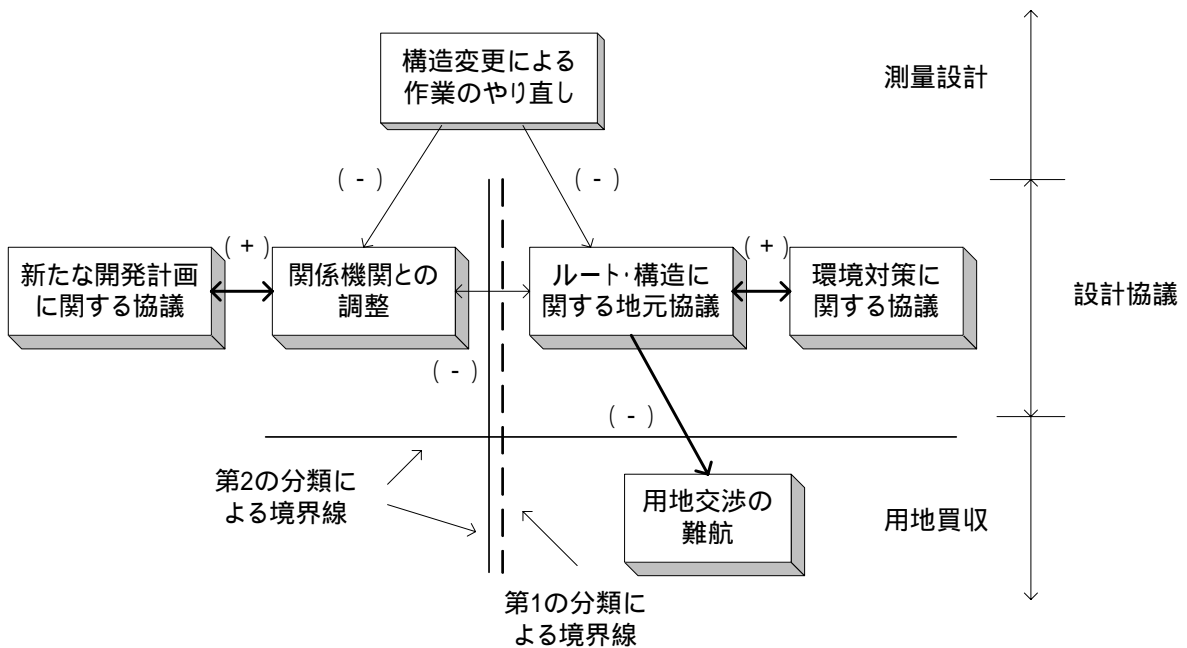 構造変更による
作業のやり直し
測量設計
( - )
( - )
( + )
( + )
新たな開発計画
に関する協議
関係機関との
調整
ルート・構造に
関する地元協議
環境対策に
関する協議
設計協議
( - )
( - )
第2の分類に
よる境界線
用地交渉の
難航
用地買収
第1の分類に
よる境界線